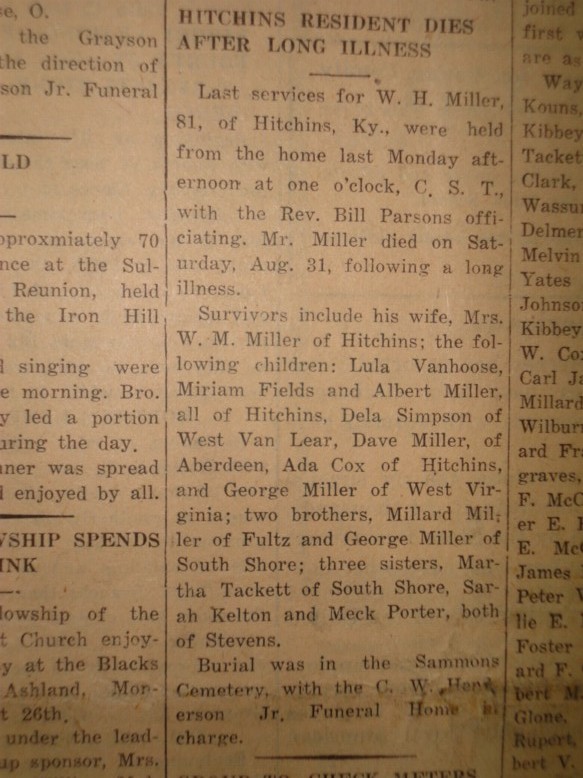 se, O.
the Grayson
the direction of
son Jr. Funeral
LD
pproxmiately 70
nce at the Sul-
Reunion, held
the Iron Hill
singing were
e morning. Bro.
y led a portion
uring the day.
nner was spread
enjoyed by all.
WSHIP SPENDS
INK
llowship of the
t Church enjoy-
y at the Blacks
Ashland, Mon-
t 26th.
under the lead-
up sponsor, Mrs.
HITCHINS RESIDENT DIES
AFTER LONG ILLNESS
Last services for W. H. Miller,
81, of Hitchins, Ky., were held
from the home last Monday aft-
ernoon at one o'clock, C. S. T.,
with the Rev. Bill Parsons offi-
ciating. Mr. Miller died on Sat-
urday, Aug. 31, following a long
illness.
Survivors include his wife, Mrs.
W. M. Miller of Hitchins; the fol-
lowing children: Lula Vanhoose,
Miriam Fields and Albert Miller,
all of Hitchins, Dela Simpson of
West Van Lear, Dave Miller, of
Aberdeen, Ada Cox of Hitchins,
and George Miller of West Vir-
ginia; two brothers, Millard Mil-
ler of Fultz and George Miller of
South Shore; three sisters, Mar-
tha Tackett of South Shore, Sar-
ah Kelton and Meck Porter, both
of Stevens.
Burial was in the Sammons
Cemetery, with the C. W. Hend-
erson Jr. Funeral Home in
charge.
joined
first
are as
Way
Kouns,
Kibbey
Tacket
Clark,
Wassu
Delmer
Melvin
Yates
Johnson
Kibbey
W. Cox
Carl Ja
Millard
Wilburn
ard Fra
graves,
F. McC
er E. 
E. McC
James
Peter V
lie E.
Foster
ard F.
bert M
Glone,
Rupert,
bert V.